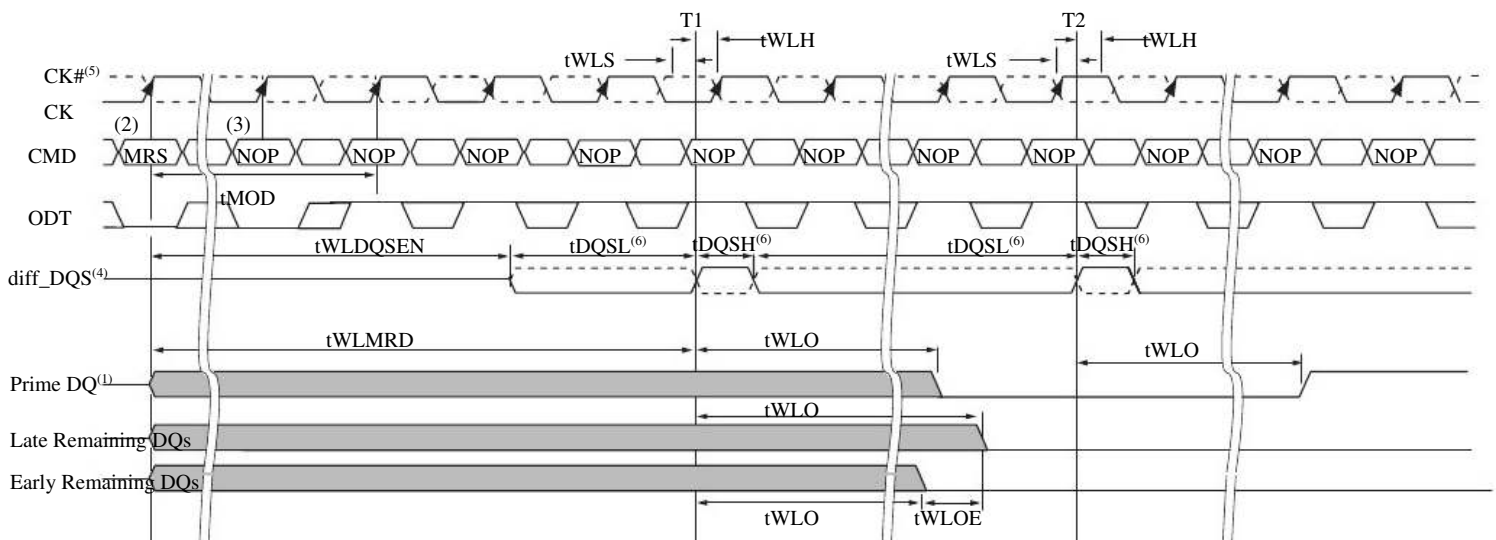 T1 T2
tWLH tWLH
tWLS tWLS
CK#(5)
CK
(2) (3)
CMD MRS NOP NOP NOP NOP NOP NOP NOP NOP NOP NOP NOP
tMOD
ODT
tWLDQSEN tDQSL(6) tDQSH(6) tDQSL(6) tDQSH(6)
diff_DQS(4)
tWLMRD tWLO tWLO
Prime DQ(1)
tWLO
Late Remaining DQs
Early Remaining DQs
tWLO tWLOE